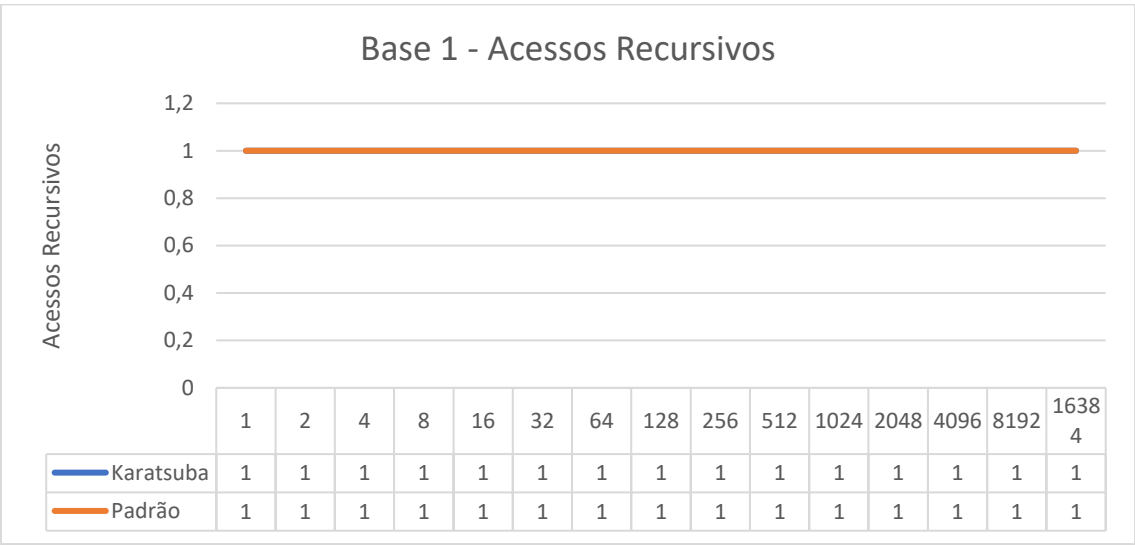 Base 1 - Acessos Recursivos
Acessos Recursivos
1,2
1
0,8
0,6
0,4
0,2
0
1 2 4 8 16 32 64 128 256 512 1024 2048 4096 8192 16384
Karatsuba 1 1 1 1 1 1 1 1 1 1 1 1 1 1 1
Padrão 1 1 1 1 1 1 1 1 1 1 1 1 1 1 1